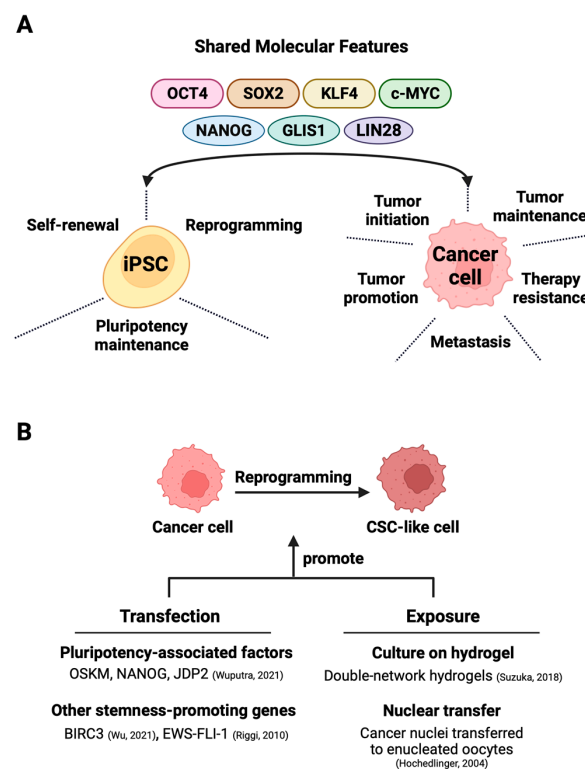 A
Shared Molecular Features
OCT4 SOX2 KLF4 c-MYC
NANOG GLIS1 LIN28
Self-renewal
Reprogramming
iPSC
Pluripotency
maintenance
Tumor
initiation
Tumor
maintenance
Cancer
cell
Tumor
promotion
Therapy
resistance
Metastasis
B
Reprogramming
Cancer cell
CSC-like cell
promote
Transfection
Pluripotency-associated factors
OSKM, NANOG, JDP2 (Wuputra, 2021)
Other stemness-promoting genes
BIRC3 (Wu, 2021), EWS-FLI-1 (Riggi, 2010)
Exposure
Culture on hydrogel
Double-network hydrogels (Suzuka, 2018)
Nuclear transfer
Cancer nuclei transferred
to enucleated oocytes
(Hochedlinger, 2004)